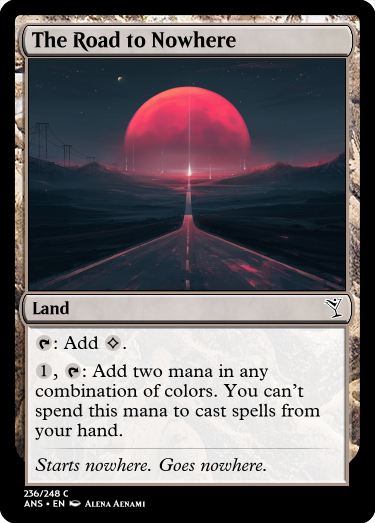 The Road to Nowhere
Land
: Add .
1, : Add two mana in any
combination of colors. You can't
spend this mana to cast spells from
your hand.
Starts nowhere. Goes nowhere.
236/248 C
ANS • EN Alena Aenami